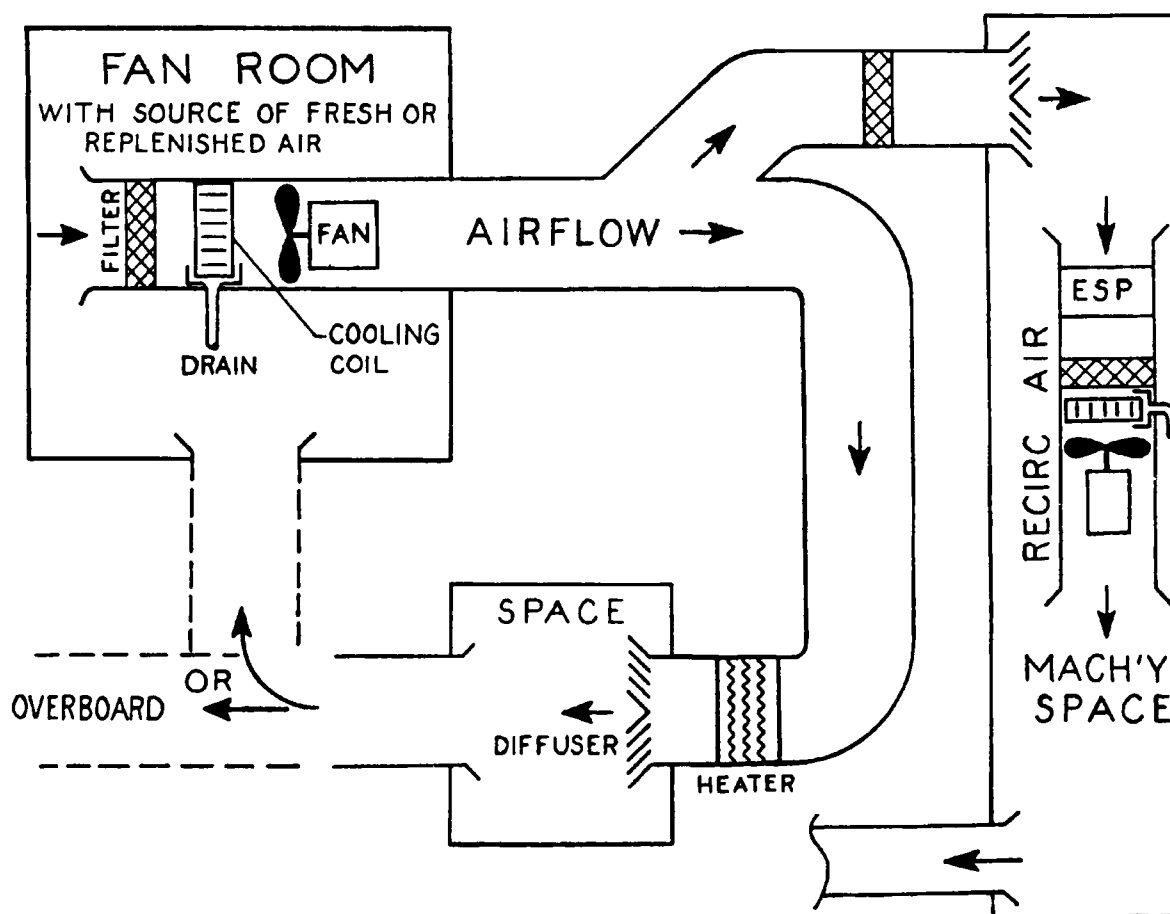 FAN ROOM
WITH SOURCE OF FRESH OR
REPLENISHED AIR
FILTER
FAN
AIRFLOW
COOLING
COIL
DRAIN
ESP
RECIRC AIR
MACH'Y
SPACE
SPACE
OR
OVERBOARD
DIFFUSER
HEATER